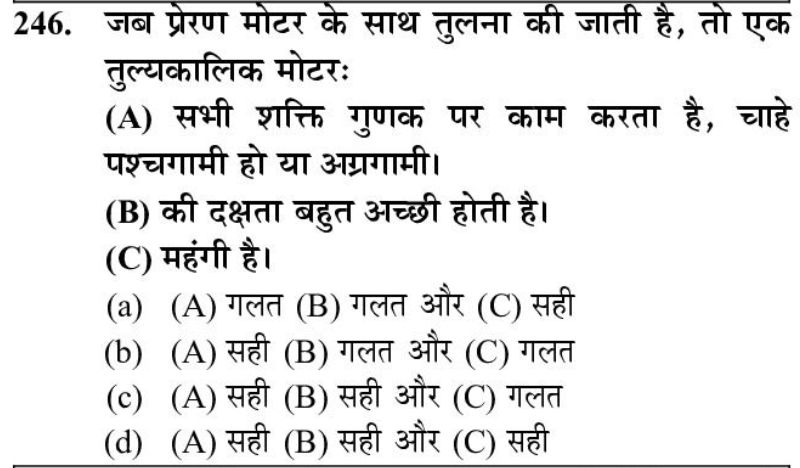 246. जब प्रेरण मोटर के साथ तुलना की जाती है, तो एक
तुल्यकालिक मोटरः
(A) सभी शक्ति गुणक पर काम करता है, चाहे
पश्चगामी हो या अग्रगामी।
(B) की दक्षता बहुत अच्छी होती है।
(C) महंगी है।
(a) (A) गलत (B) गलत और (C) सही
(b) (A) सही (B) गलत और (C) गलत
(c) (A) सही (B) सही और (C) गलत
(d) (A) सही (B) सही और (C) सही